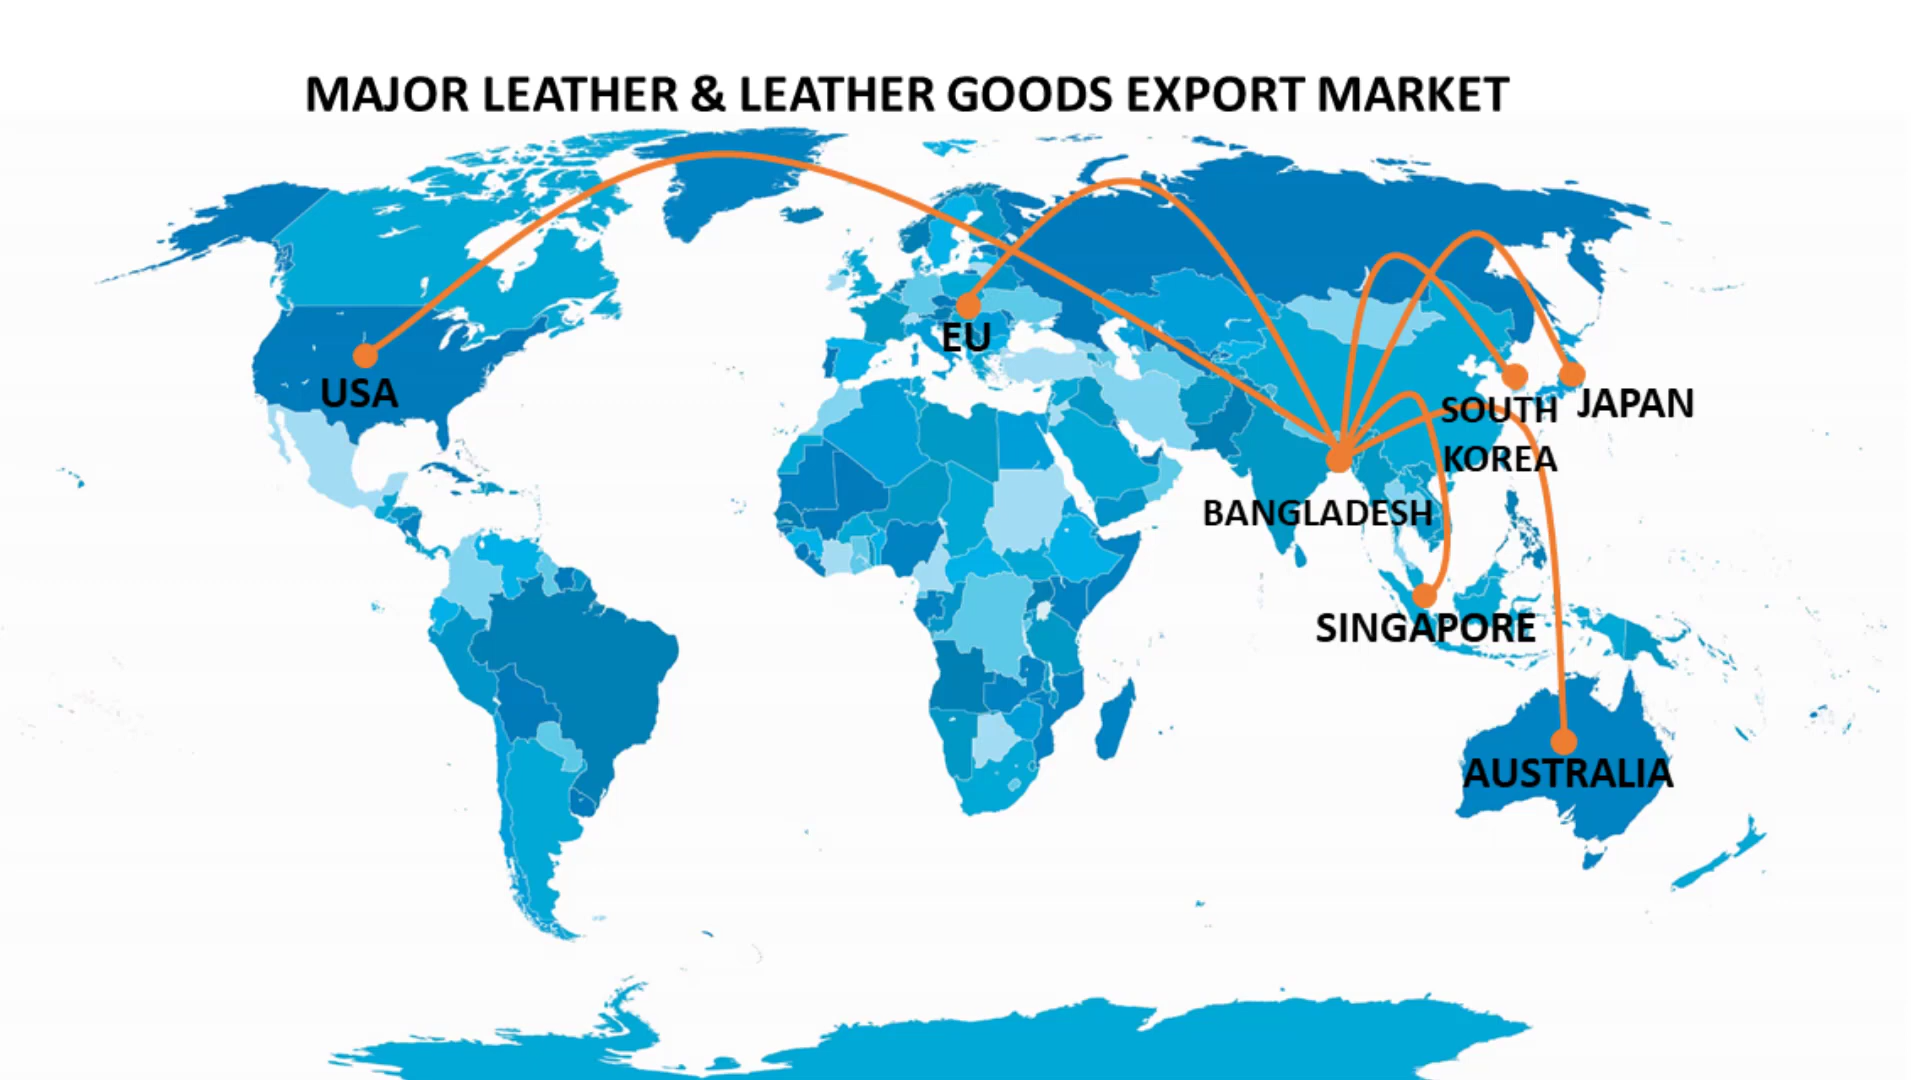 MAJOR LEATHER & LEATHER GOODS EXPORT MARKET
EU
USA
SOUTH
KOREA
JAPAN
BANGLADESH
SINGAPORE
AUSTRALIA